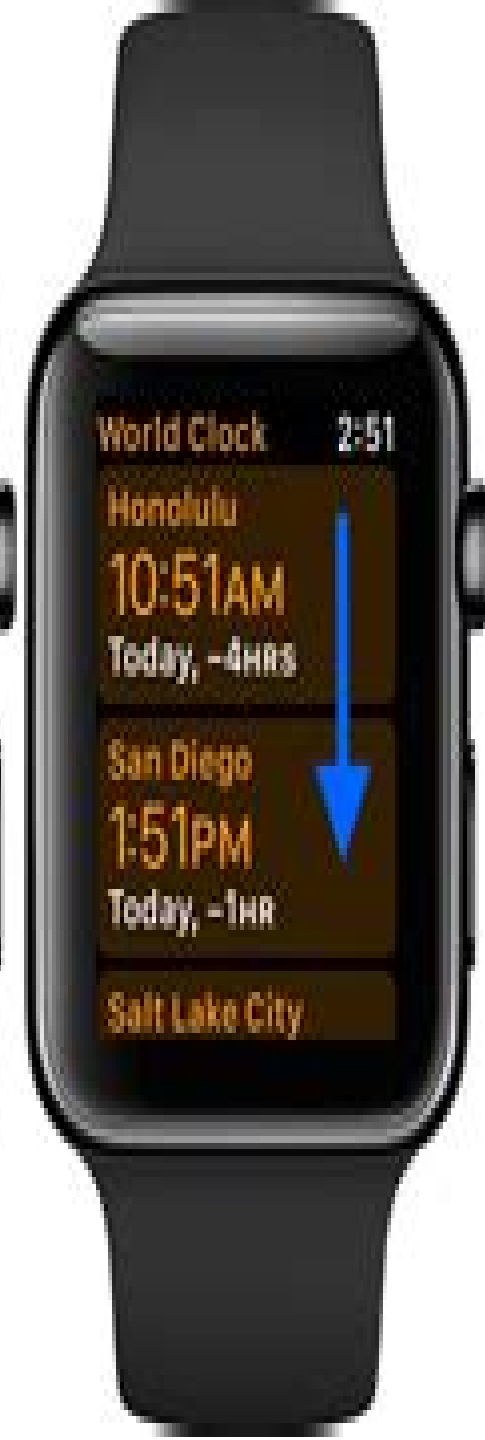 World Clock 2:51
Honolulu
10:51AM
Today, -4HRS
San Diego
1:51PM
Today, -1HR
Salt Lake City